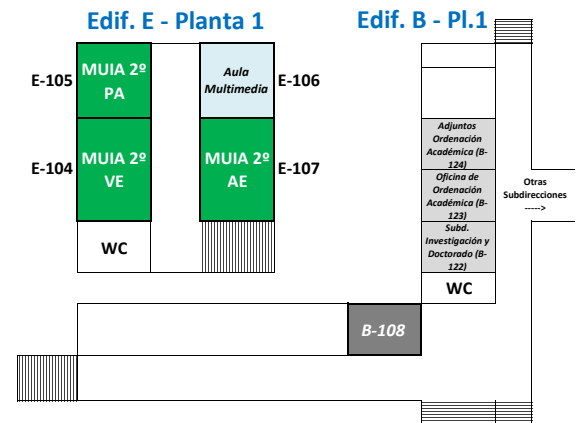 Edif. E - Planta 1
Edif. B - Pl.1
E-105
MUIA 2º
PA
Aula
Multimedia
E-106
E-104
MUIA 2º
VE
MUIA 2º
AE
E-107
WC
Adjuntos
Ordenación
Académica (B-
124)
Oficina de
Ordenación
Académica (B-
123)
Subd.
Investigación y
Doctorado (B-
122)
WC
Otras
Subdirecciones
----->
B-108